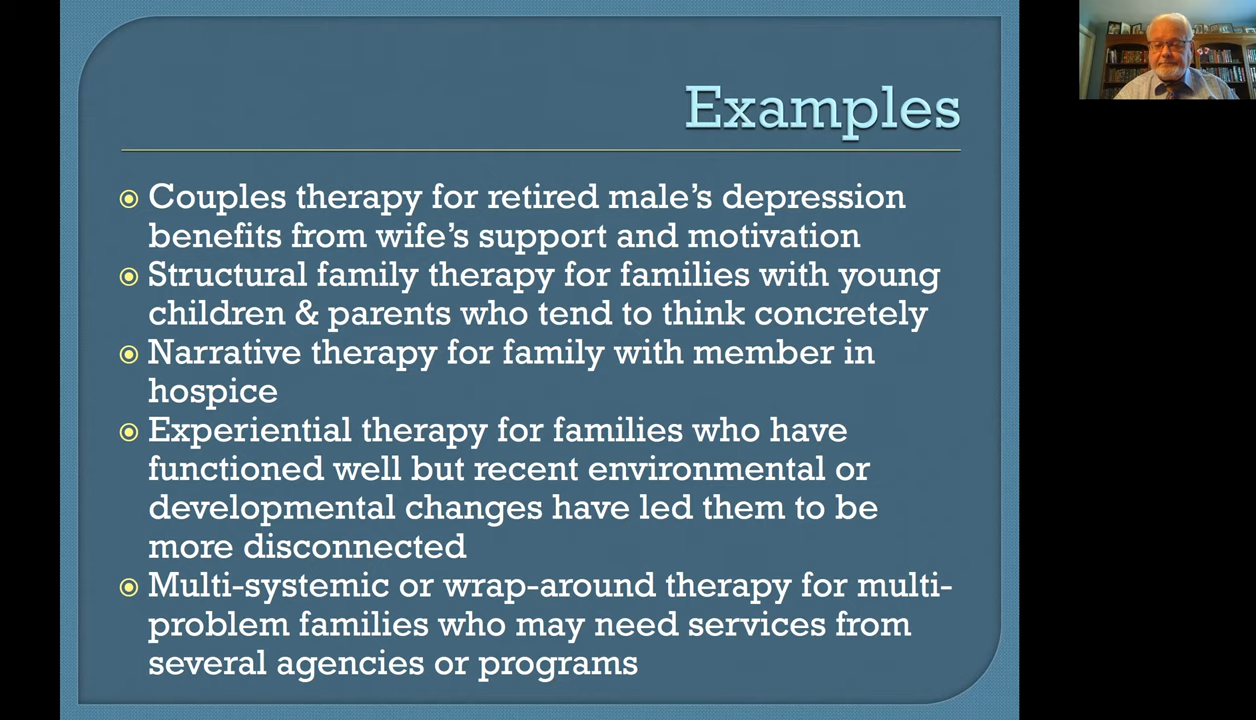 Examples
Couples therapy for retired male's depression
benefits from wife's support and motivation
Structural family therapy for families with young
children & parents who tend to think concretely
Narrative therapy for family with member in
hospice
Experiential therapy for families who have
functioned well but recent environmental or
developmental changes have led them to be
more disconnected
Multi-systemic or wrap-around therapy for multi-
problem families who may need services from
several agencies or programs